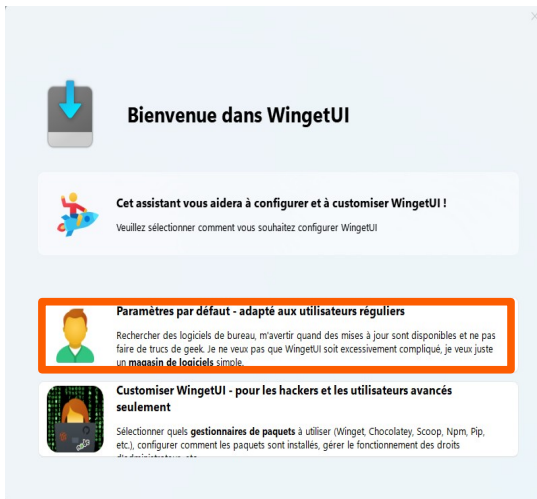 Bienvenue dans WingetUI
Cet assistant vous aidera à configurer et à customiser WingetUI !
Veuillez sélectionner comment vous souhaitez configurer WingetUI
Paramètres par défaut - adapté aux utilisateurs réguliers
Rechercher des logiciels de bureau, m'avertir quand des mises à jour sont disponibles et ne pas
faire de trucs de geek. Je ne veux pas que WingetUI soit excessivement compliqué, je veux juste
un magasin de logiciels simple.
Customiser WingetUI - pour les hackers et les utilisateurs avancés
seulement
Sélectionner quels gestionnaires de paquets à utiliser (Winget, Chocolatey, Scoop, Npm, Pip,
etc.), configurer comment les paquets sont installés, gérer le fonctionnement des droits